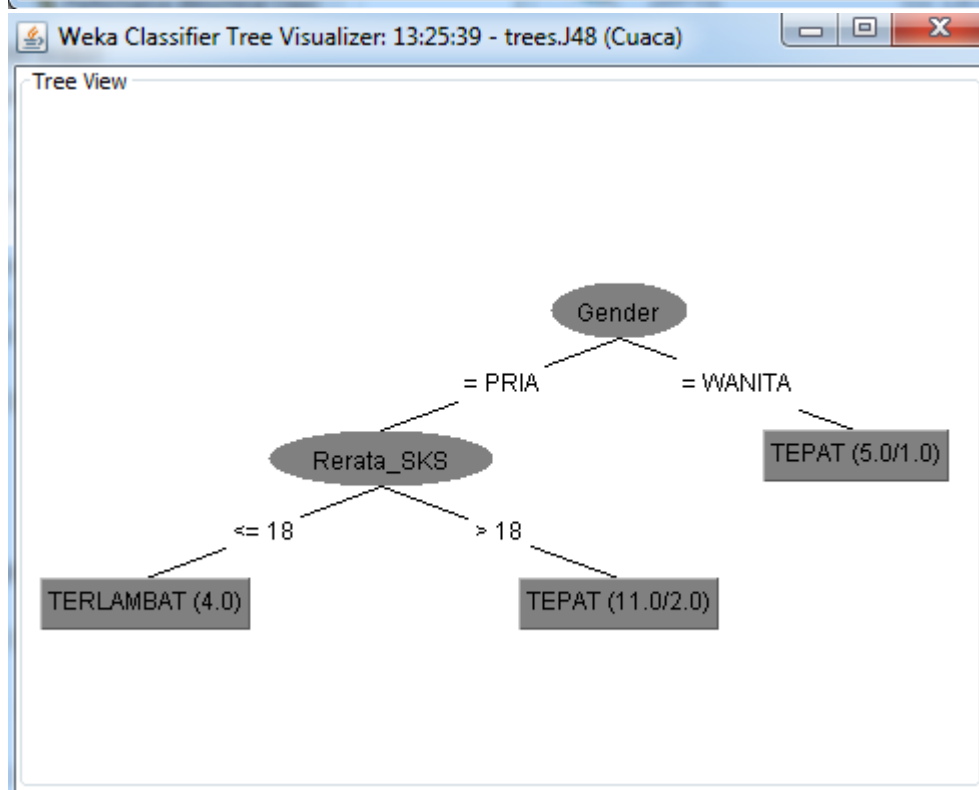 Weka Classifier Tree Visualizer: 13:25:39 - trees.J48 (Cuaca)
Tree View
Gender
= PRIA
= WANITA
Rerata_SKS
TEPAT (5.0/1.0)
<= 18
> 18
TERLAMBAT (4.0)
TEPAT (11.0/2.0)